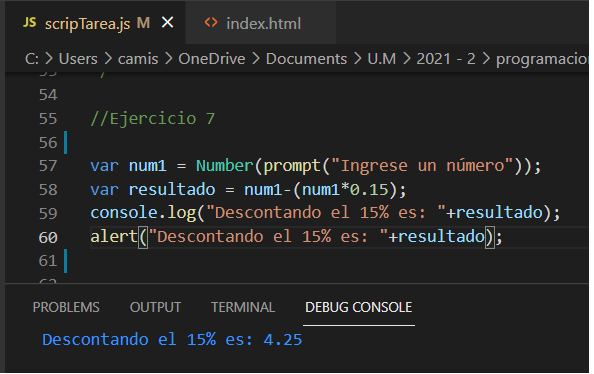 JS scripTarea.js M X <> index.html
C: > Users > camis > OneDrive > Documents > U.M > 2021 - 2 > programacion
53 /
54
55 //Ejercicio 7
56
57 var num1 = Number(prompt("Ingrese un número"));
58 var resultado = num1-(num1*0.15);
59 console.log("Descontando el 15% es: "+resultado);
60 alert("Descontando el 15% es: "+resultado);
61
PROBLEMS OUTPUT TERMINAL DEBUG CONSOLE
Descontando el 15% es: 4.25